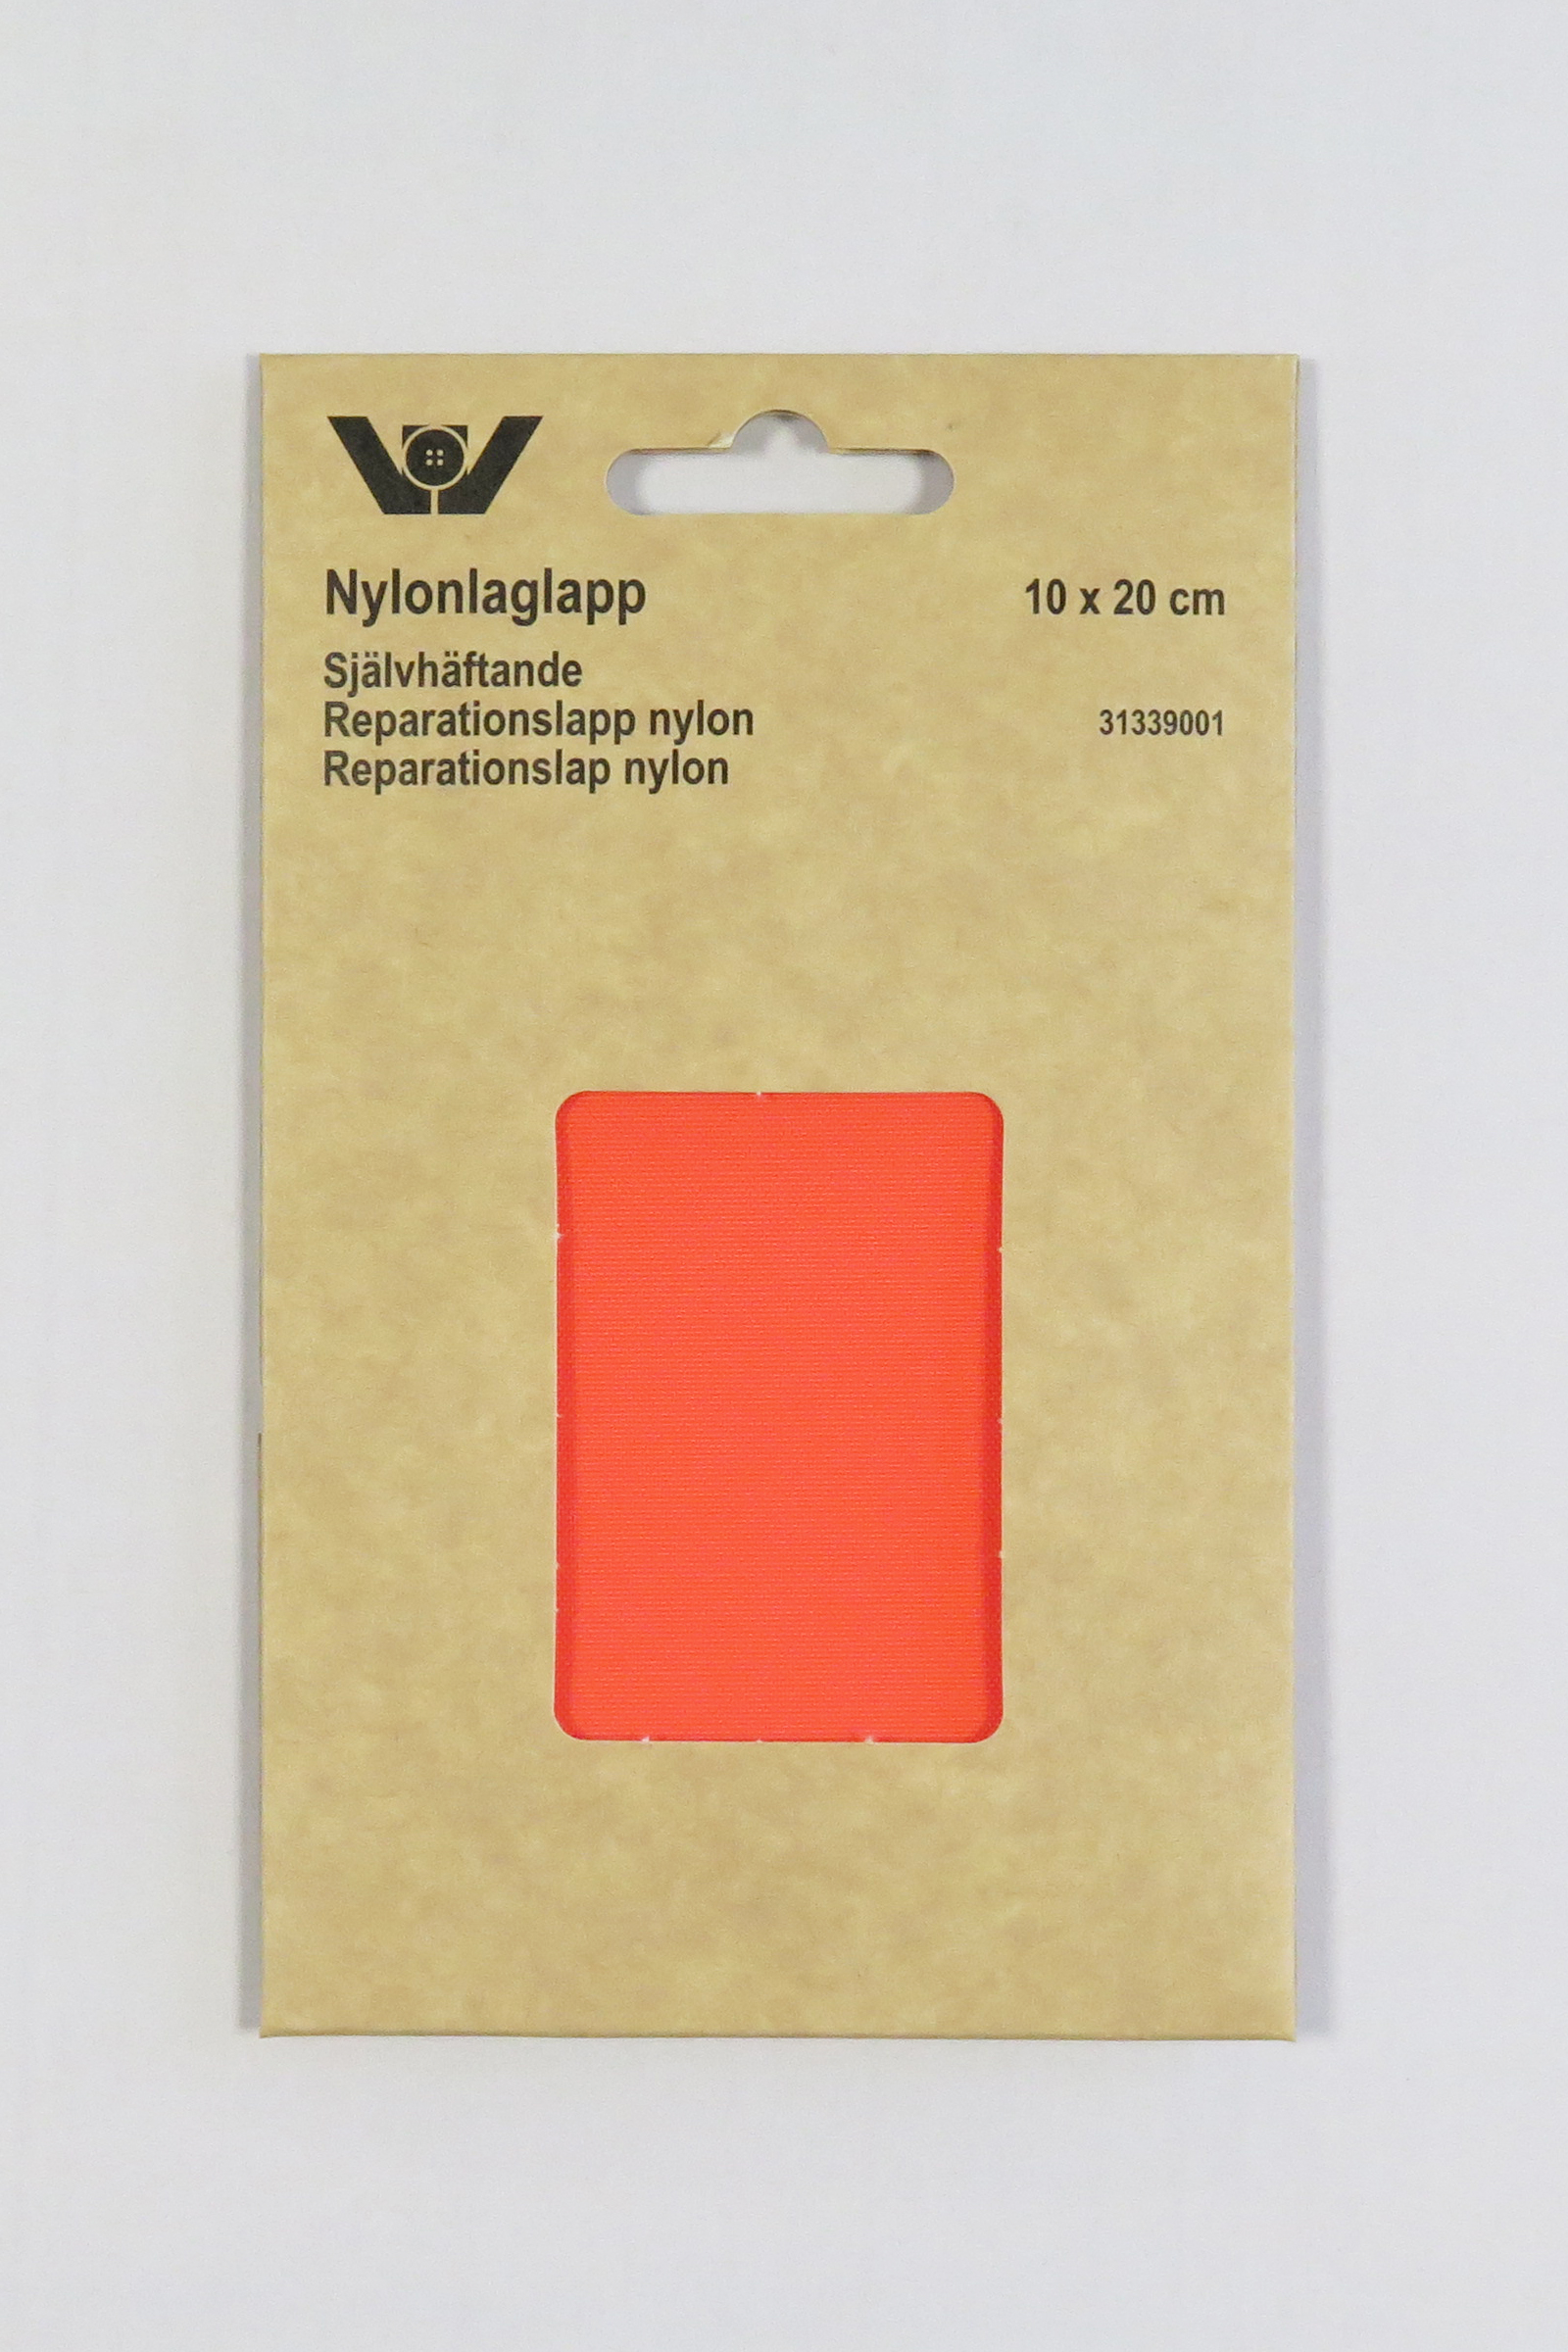 Nylonlaglapp
10 x 20 cm
Självhäftande
Reparationslapp nylon
31339001
Reparationslap nylon